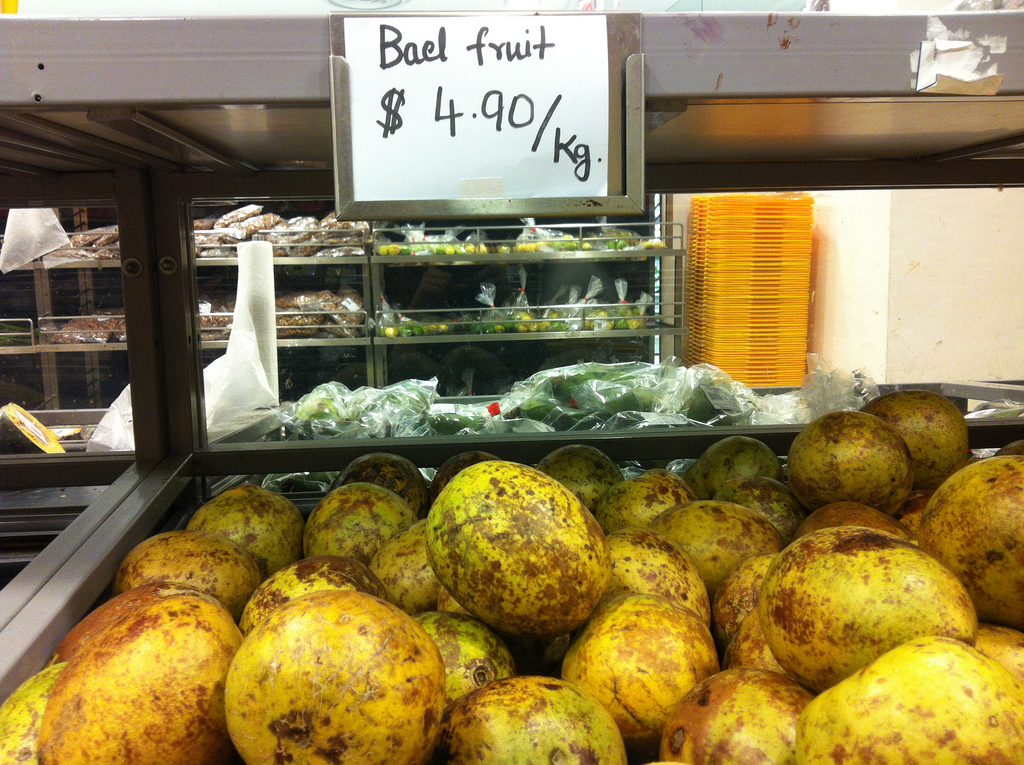 Bael fruit
$ 4.90/Kg.